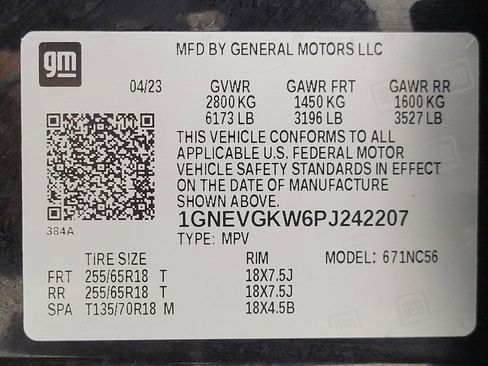 gm
MFD BY GENERAL MOTORS LLC
04/23 GVWR GAWR FRT GAWR RR
2800 KG 1450 KG 1600 KG
6173 LB 3196 LB 3527 LB
THIS VEHICLE CONFORMS TO ALL
APPLICABLE U.S. FEDERAL MOTOR
VEHICLE SAFETY STANDARDS IN EFFECT
ON THE DATE OF MANUFACTURE
SHOWN ABOVE.
384A
1GNEVGKW6PJ242207
TYPE: MPV MODEL: 671NC56
TIRE SIZE RIM
FRT 255/65R18 T 18X7.5J
RR 255/65R18 T 18X7.5J
SPA T135/70R18 M 18X4.5B
gm